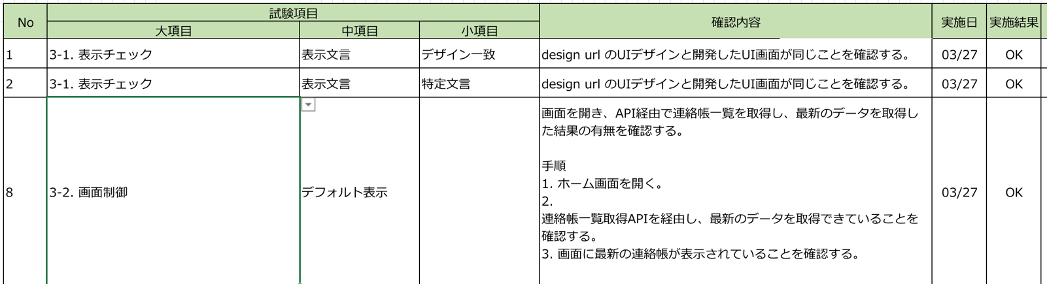 No 試験項目 確認内容 実施日 実施結果
大項目 中項目 小項目
1 3-1. 表示チェック 表示文言 デザイン一致 design url のUIデザインと開発したUI画面が同じことを確認する。 03/27 OK
2 3-1. 表示チェック 表示文言 特定文言 design url のUIデザインと開発したUI画面が同じことを確認する。 03/27 OK
8 3-2. 画面制御 デフォルト表示
画面を開き、API経由で連絡帳一覧を取得し、最新のデータを取得し
た結果の有無を確認する。
手順
1. ホーム画面を開く。
2.
連絡帳一覧取得APIを経由し、最新のデータを取得できていることを
確認する。
3. 画面に最新の連絡帳が表示されていることを確認する。
03/27 OK